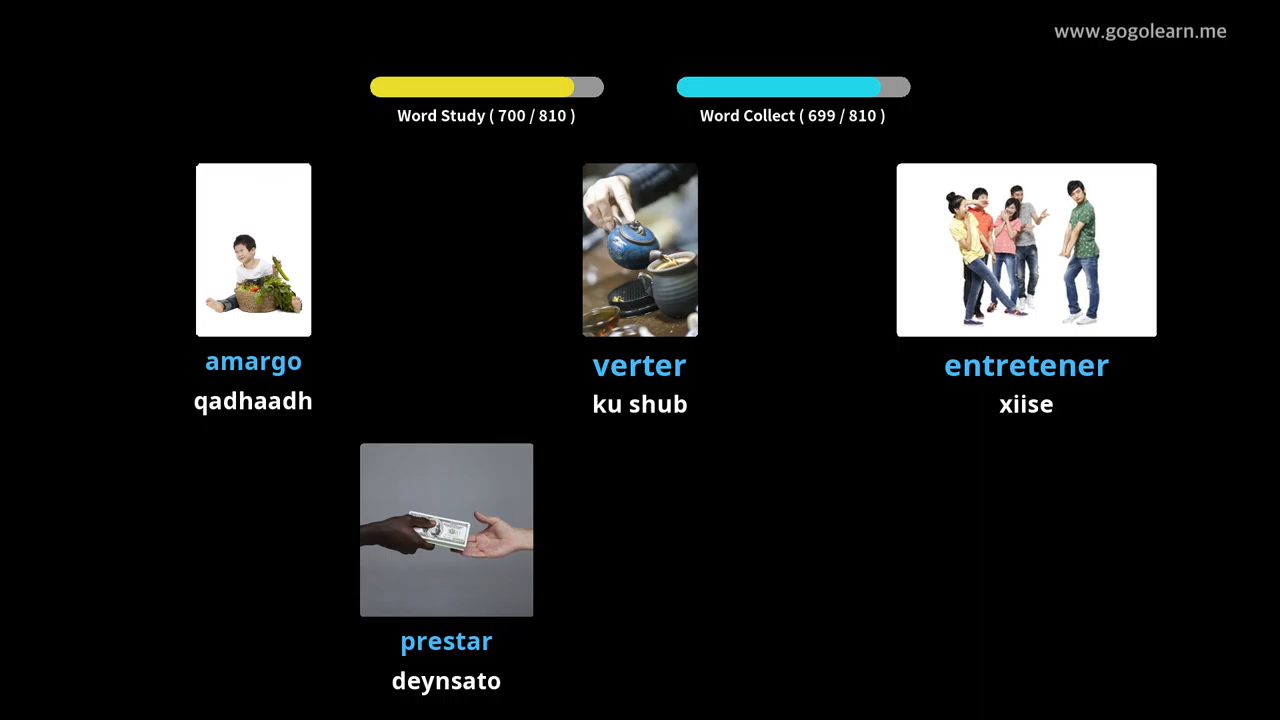 www.gogolearn.me
Word Study ( 700 / 810 )
Word Collect ( 699 / 810 )
amargo
qadhaadh
verter
ku shub
entretener
xiise
prestar
deynsato